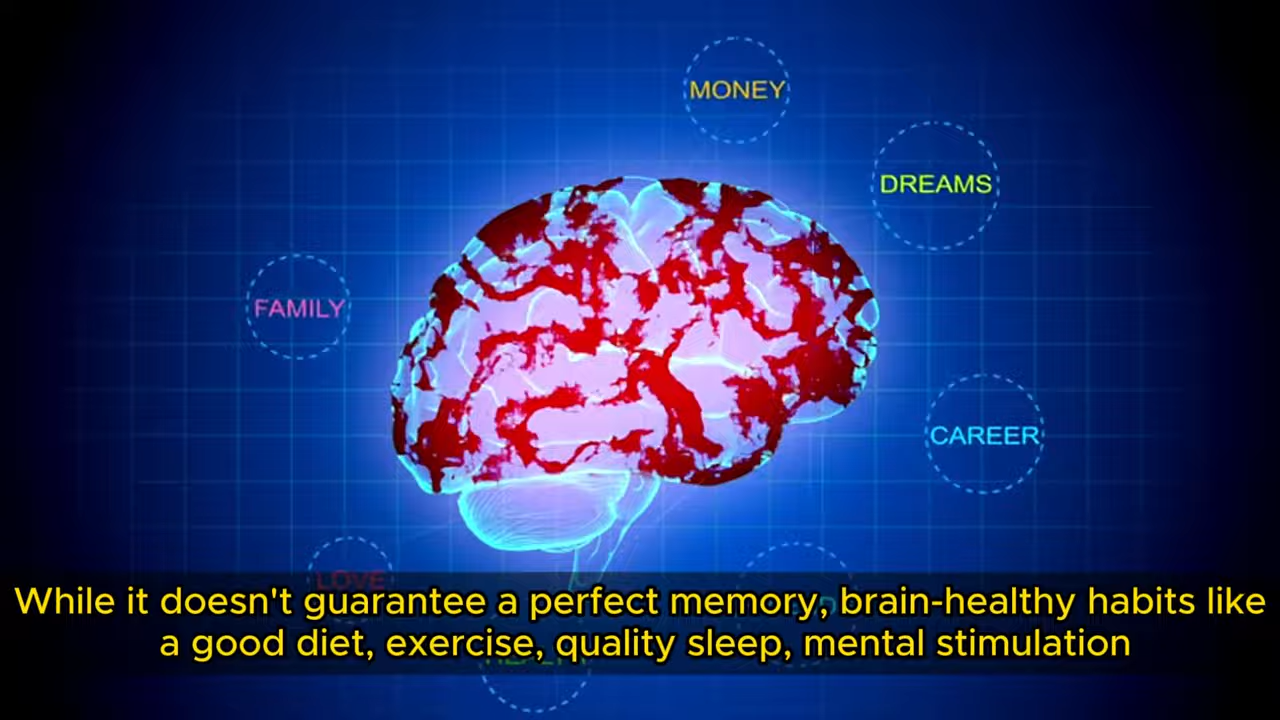 MONEY
DREAMS
FAMILY
CAREER
LOVE
While it doesn't guarantee a perfect memory, brain-healthy habits like
a good diet, exercise, quality sleep, mental stimulation